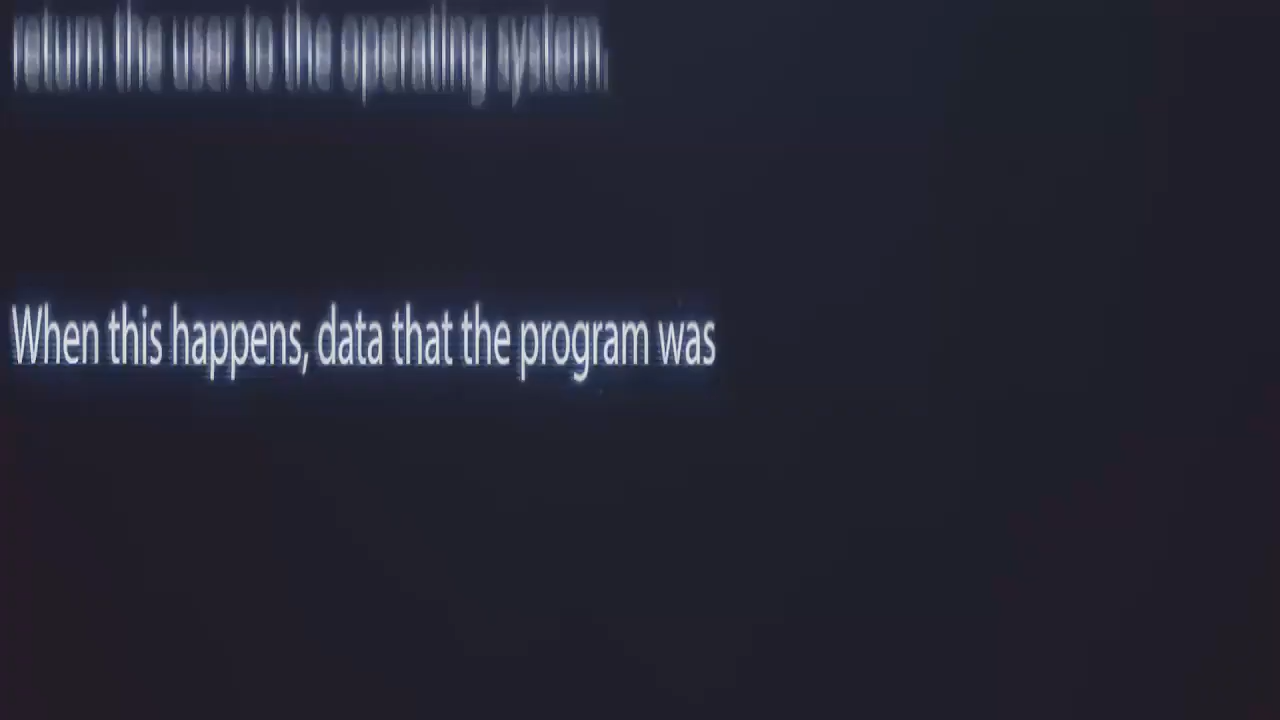 return the user to the operating system.
When this happens, data that the program was